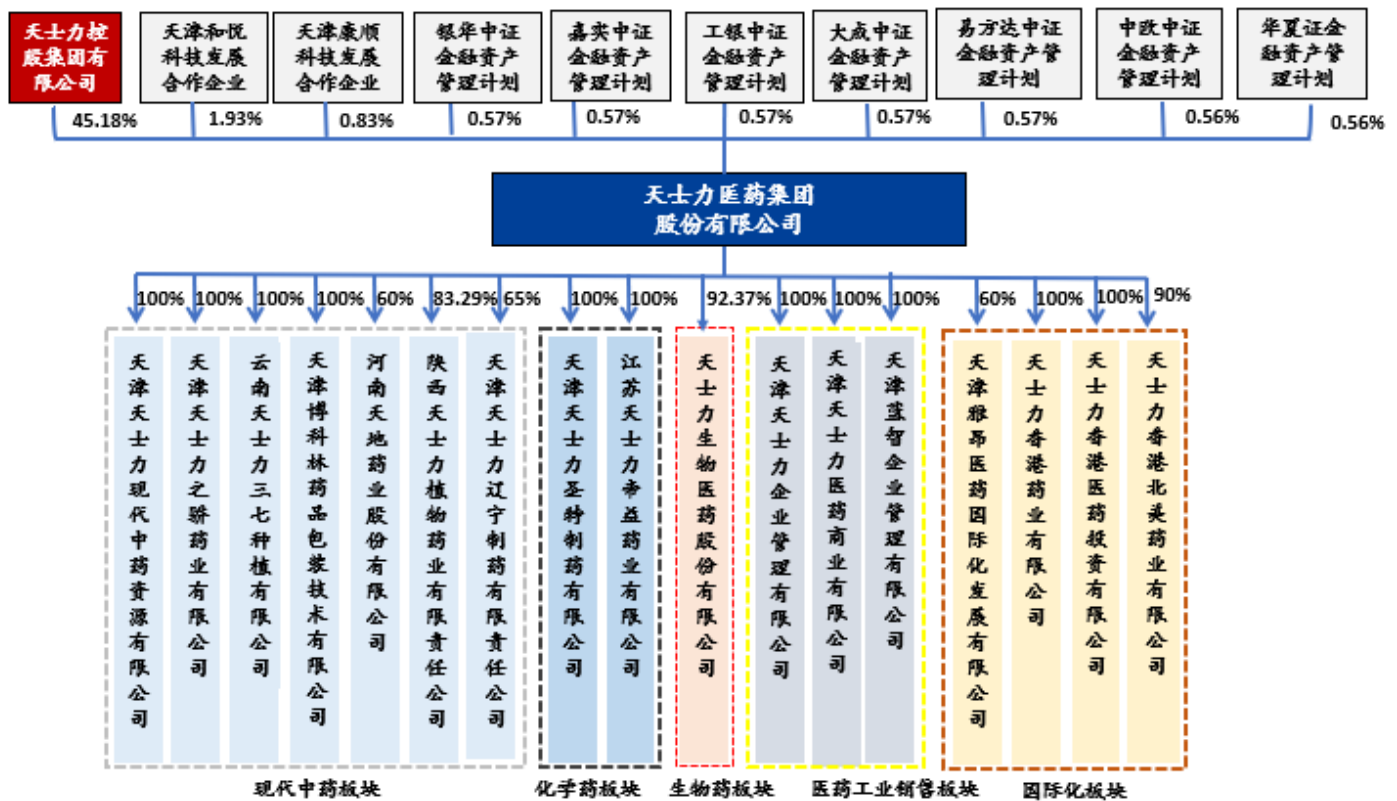 天士力控
股集团有
限公司
天津和悦
科技发展
合作企业
天津康顺
科技发展
合作企业
银华中证
金融资产
管理计划
嘉实中证
金融资产
管理计划
工银中证
金融资产
管理计划
大成中证
金融资产
管理计划
易方达中证
金融资产管
理计划
中欧中证
金融资产
管理计划
华夏证金
融资产管
理计划
45.18%
1.93%
0.83%
0.57%
0.57%
0.57%
0.57%
0.57%
0.56%
0.56%
天士力医药集团
股份有限公司
100%
100%
100%
100%
60%
83.29%
65%
100%
100%
92.37%
100%
100%
100%
60%
100%
100%
90%
天津天士力现代中药资源有限公司
天津天士力之骄药业有限公司
云南天士力三七种植有限公司
天津博科林药品包装技术有限公司
河南天地药业股份有限公司
陕西天士力植物药业有限责任公司
天津天士力辽宁制药有限责任公司
天津天士力圣特制药有限公司
江苏天士力帝益药业有限公司
天士力生物医药股份有限公司
天津天士力企业管理有限公司
天津天士力医药商业有限公司
天津蓝智企业管理有限公司
天津雅昂医药国际化发展有限公司
天士力香港药业有限公司
天士力香港医药投资有限公司
天士力香港北美药业有限公司
现代中药板块
化学药板块
生物药板块
医药工业销售板块
国际化板块